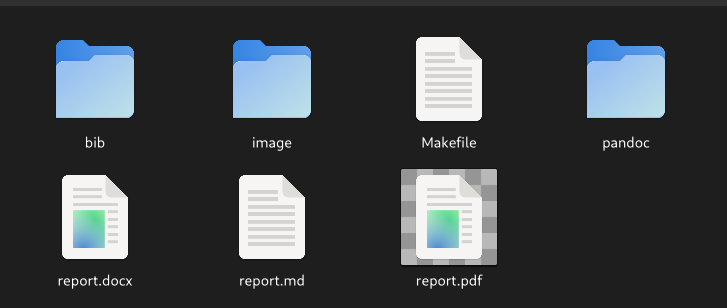 bib
image
Makefile
pandoc
report.docx
report.md
report.pdf